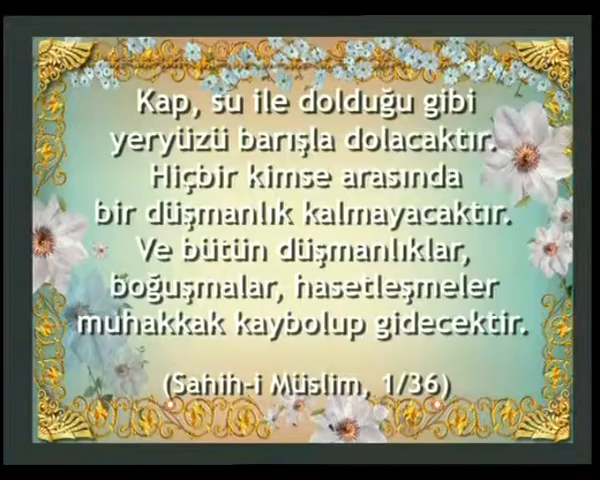 Kap, su ile dolduğu gibi
yeryüzü barışla dolacaktır.
Hiçbir kimse arasında
bir düşmanlık kalmayacaktır.
Ve bütün düşmanlıklar,
boğuşmalar, hasetleşmeler
muhakkak kaybolup gidecektir.
(Sahih-i Müslim, 1/36)